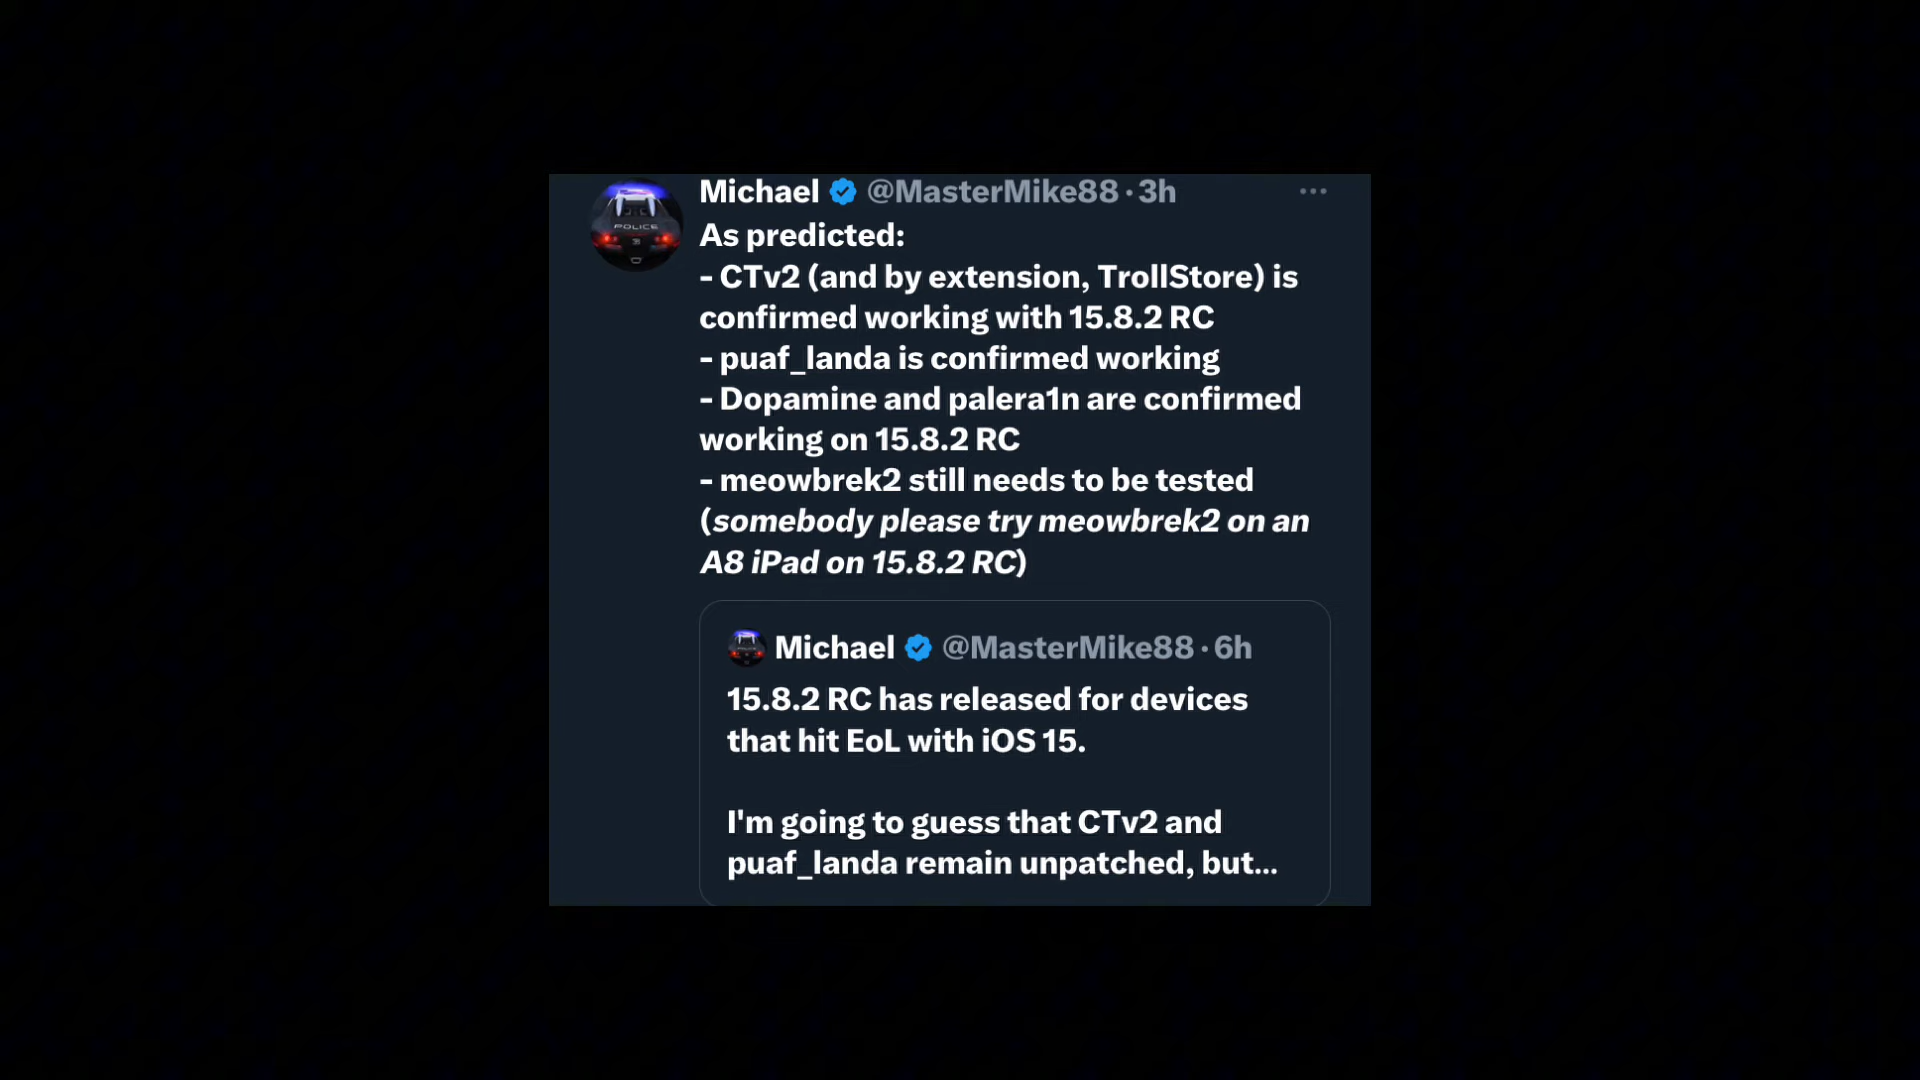 Michael @MasterMike88 · 3h
As predicted:
- CTv2 (and by extension, TrollStore) is
confirmed working with 15.8.2 RC
- puaf_landa is confirmed working
- Dopamine and palera1n are confirmed
working on 15.8.2 RC
- meowbrek2 still needs to be tested
(somebody please try meowbrek2 on an
A8 iPad on 15.8.2 RC)
POLICE
Michael @MasterMike88 · 6h
15.8.2 RC has released for devices
that hit EoL with iOS 15.
I'm going to guess that CTv2 and
puaf_landa remain unpatched, but...